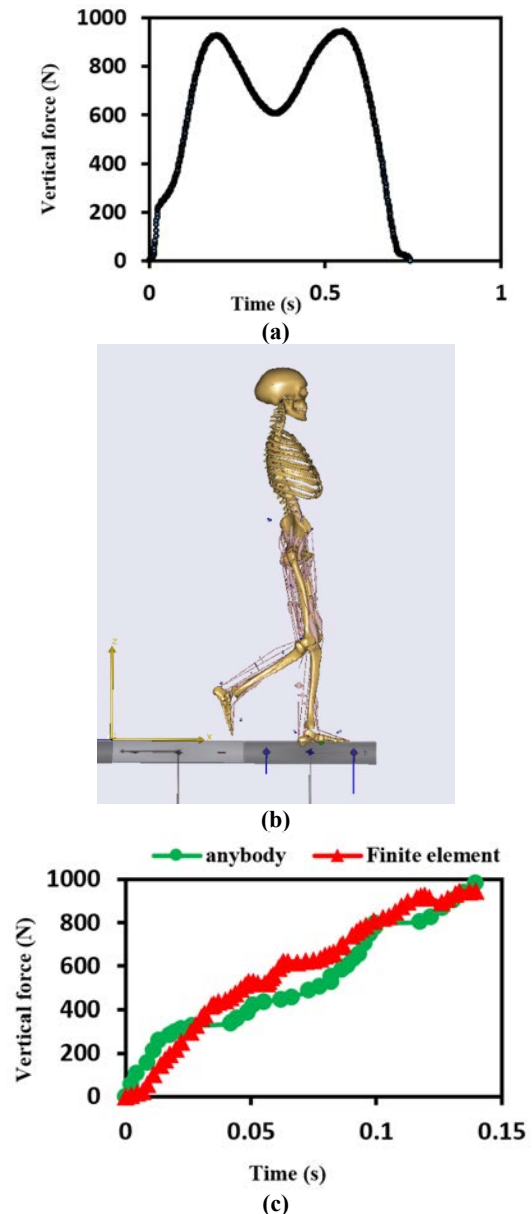 1000
800
600
400
200
0
Vertical force (N)
0 0.5 1
Time (s)
(a)
z
x
(b)
anybody Finite element
1000
800
600
400
200
0
Vertical force (N)
0 0.05 0.1 0.15
Time (s)
(c)